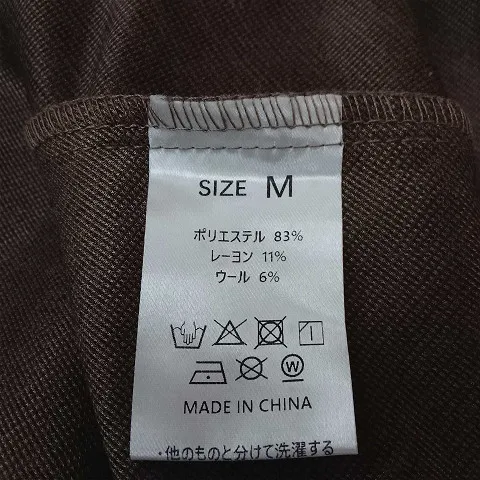 SIZE M
ポリエステル 83%
レーヨン 11%
ウール 6%
W
MADE IN CHINA
・他のものと分けて洗濯する